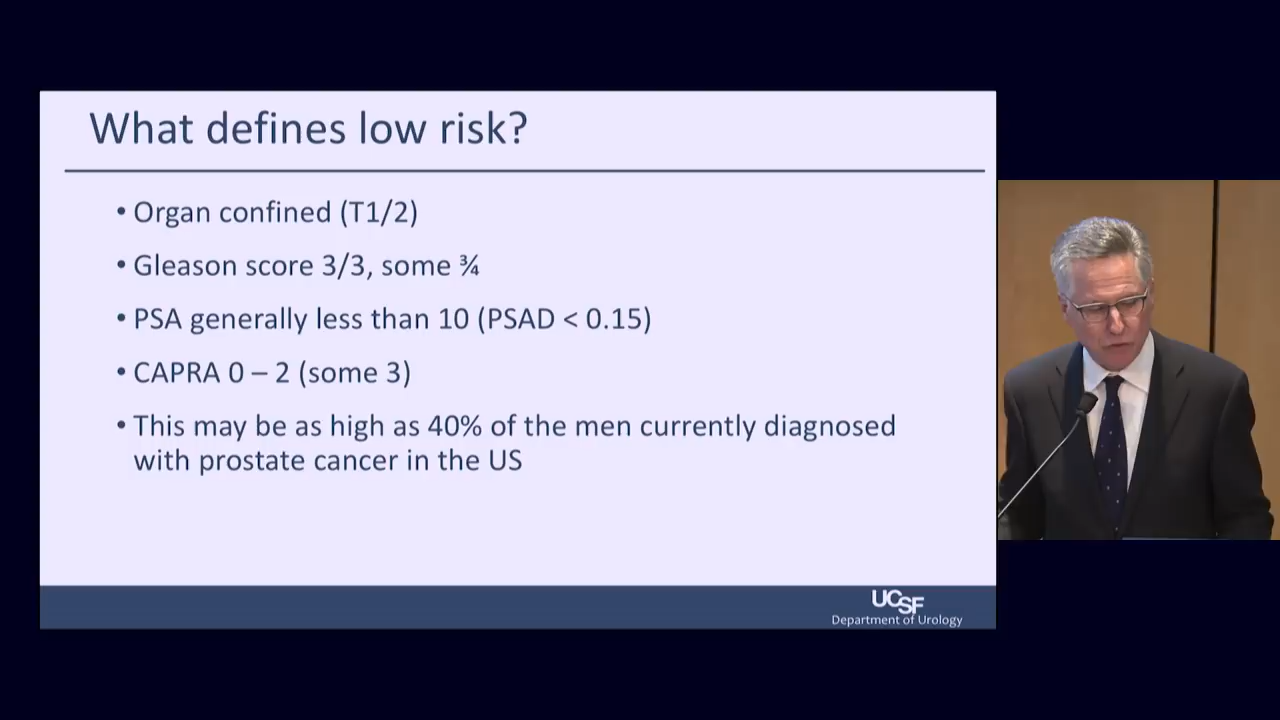 What defines low risk?
• Organ confined (T1/2)
• Gleason score 3/3, some ¾
• PSA generally less than 10 (PSAD < 0.15)
• CAPRA 0 – 2 (some 3)
• This may be as high as 40% of the men currently diagnosed
with prostate cancer in the US
UCSF
Department of Urology